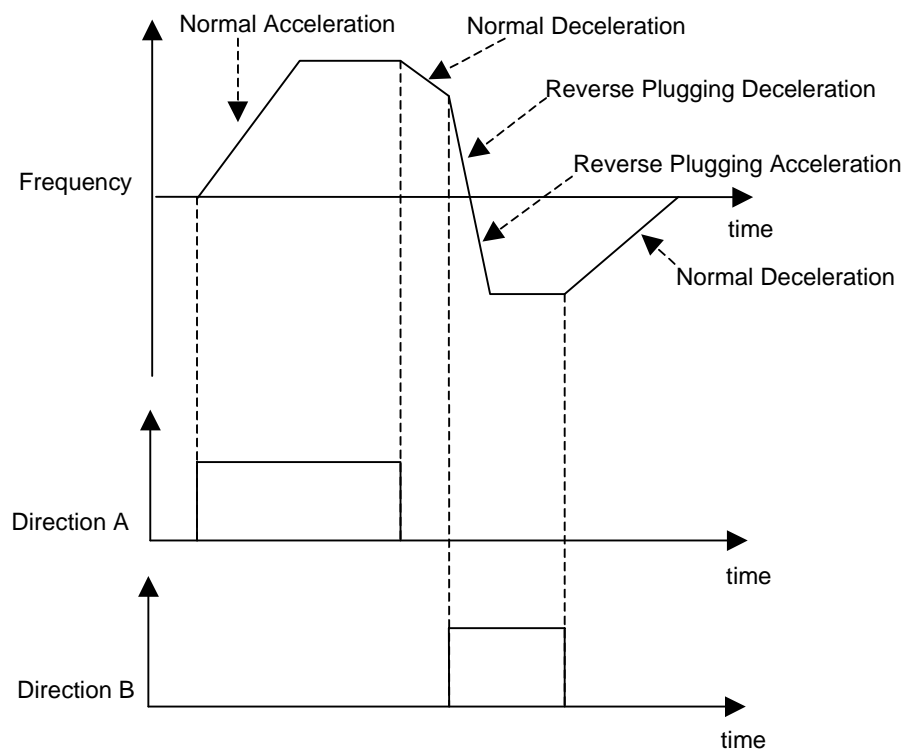 Normal Acceleration
Normal Deceleration
Reverse Plugging Deceleration
Reverse Plugging Acceleration
Frequency
time
Normal Deceleration
Direction A
time
Direction B
time